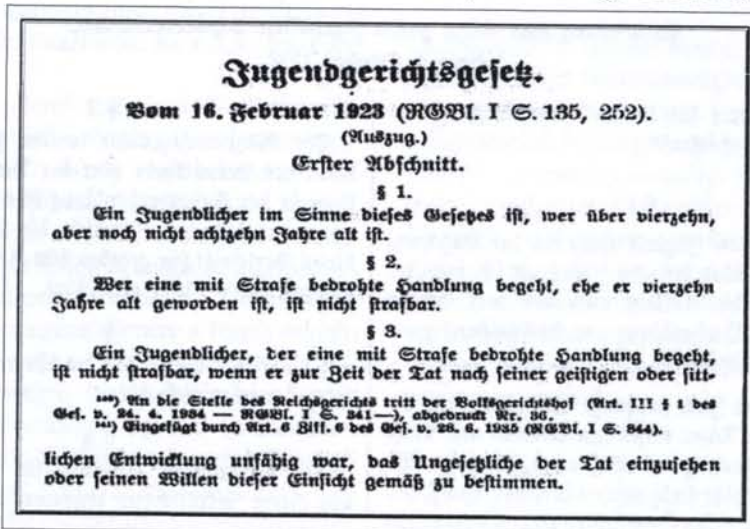 Jugendgerichtsgesetz.
Vom 16. Februar 1923 (RGBl. I S. 135, 252).
(Auszug.)
Erster Abschnitt.
§ 1.
Ein Jugendlicher im Sinne dieses Gesetzes ist, wer über vierzehn,
aber noch nicht achtzehn Jahre alt ist.
§ 2.
Wer eine mit Strafe bedrohte Handlung begeht, ehe er vierzehn
Jahre alt geworden ist, ist nicht strafbar.
§ 3.
Ein Jugendlicher, der eine mit Strafe bedrohte Handlung begeht,
ist nicht strafbar, wenn er zur Zeit der Tat nach seiner geistigen oder sitt-
An die Stelle des Reichsgerichts tritt der Volksgerichtshof (Art. III § 1 des
Ges. v. 24. 4. 1934 — RGBl. I S. 341—), abgedruckt Nr. 36.
Eingefügt durch Art. 6 Ziff. 6 des Ges. v. 28. 6. 1935 (RGBl. I S. 844).
lichen Entwicklung unfähig war, das Ungesetzliche der Tat einzusehen
oder seinen Willen dieser Einsicht gemäß zu bestimmen.